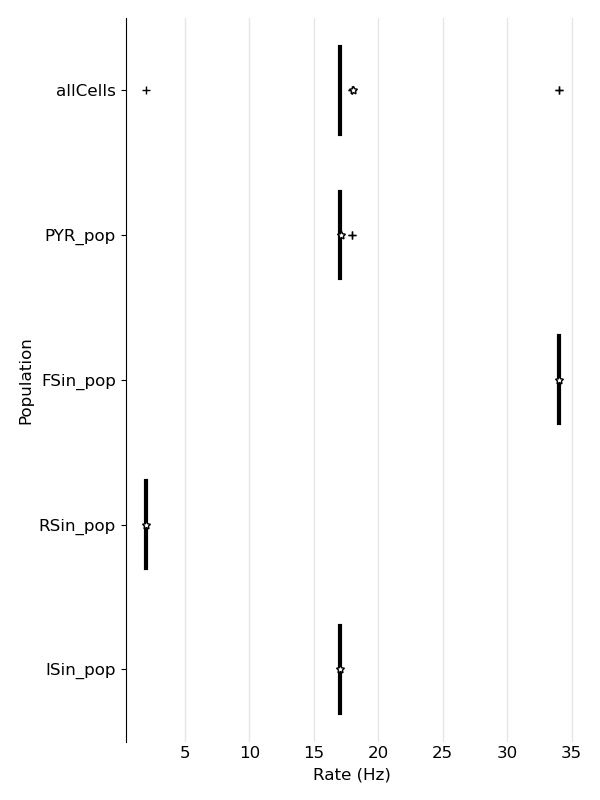 allCells
PYR_pop
FSin_pop
RSin_pop
ISin_pop
Population
5 10 15 20 25 30 35
Rate (Hz)